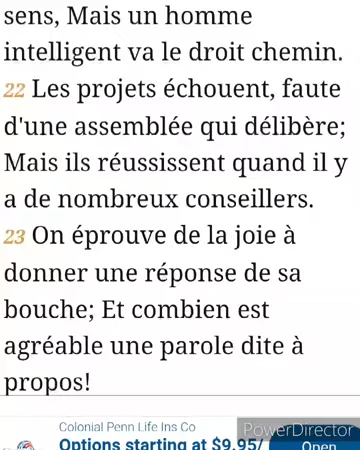 sens, Mais un homme
intelligent va le droit chemin.
22 Les projets échouent, faute
d'une assemblée qui délibère;
Mais ils réussissent quand il y
a de nombreux conseillers.
23 On éprouve de la joie à
donner une réponse de sa
bouche; Et combien est
agréable une parole dite à
propos!
Colonial Penn Life Ins Co
PowerDirector
Options starting at $9.95/
Open